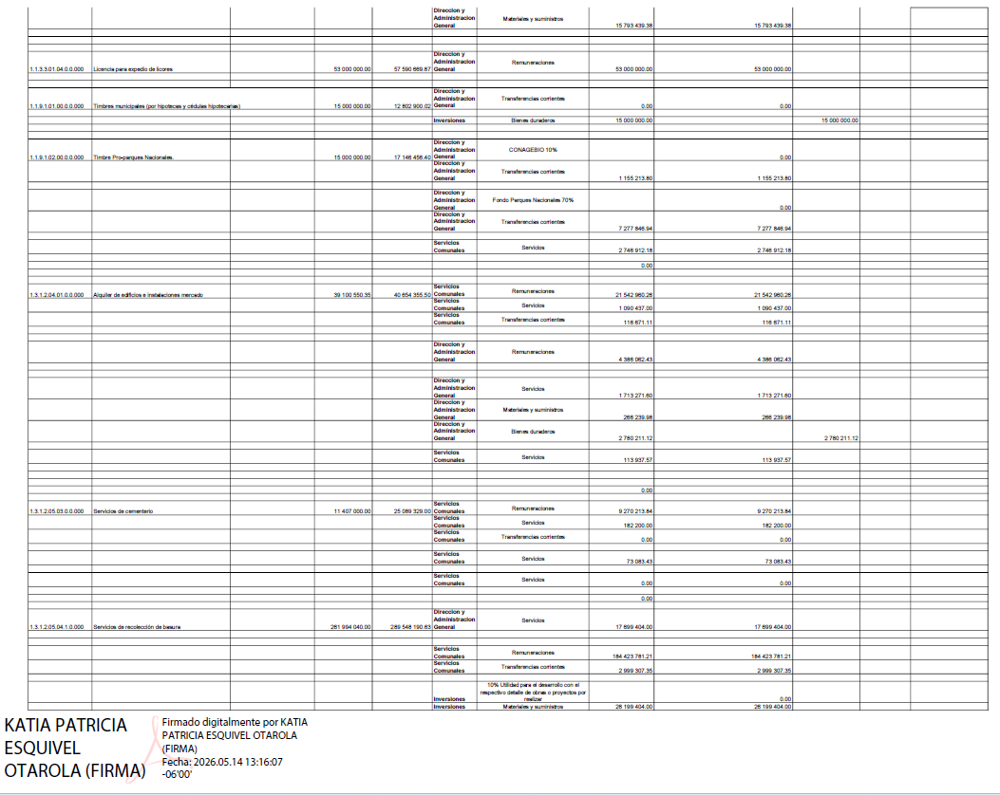 Direccion y
Administracion
General Materiales y suministros 15 793 439.38 15 793 439.38
1.1.3.3.01.04.0.0.000 Licencia para expedio de licores 53 000 000.00 57 590 669.87 Direccion y
Administracion
General Remuneraciones 53 000 000.00 53 000 000.00
1.1.9.1.01.00.0.0.000 Timbres municipales (por hipotecas y cédulas hipotecarias) 15 000 000.00 12 802 900.02 Direccion y
Administracion
General Transferencias corrientes 0.00 0.00
Inversiones Bienes duraderos 15 000 000.00 15 000 000.00
1.1.9.1.02.00.0.0.000 Timbre Pro-parques Nacionales. 15 000 000.00 17 146 456.40 Direccion y
Administracion
General CONAGEBIO 10% 0.00
Direccion y
Administracion
General Transferencias corrientes 1 155 213.80 1 155 213.80
Direccion y
Administracion
General Fondo Parques Nacionales 70% 0.00
Direccion y
Administracion
General Transferencias corrientes 7 277 846.94 7 277 846.94
Servicios
Comunales Servicios 2 746 912.18 2 746 912.18
0.00
1.3.1.2.04.01.0.0.000 Alquiler de edificios e instalaciones mercado 39 100 550.35 40 654 355.50 Servicios
Comunales Remuneraciones 21 542 960.28 21 542 960.28
Servicios
Comunales Servicios 1 090 437.00 1 090 437.00
Servicios
Comunales Transferencias corrientes 116 671.11 116 671.11
Direccion y
Administracion
General Remuneraciones 4 386 062.43 4 386 062.43
Direccion y
Administracion
General Servicios 1 713 271.60 1 713 271.60
Direccion y
Administracion
General Materiales y suministros 266 239.98 266 239.98
Direccion y
Administracion
General Bienes duraderos 2 780 211.12 2 780 211.12
Servicios
Comunales Servicios 113 937.57 113 937.57
0.00
1.3.1.2.05.03.0.0.000 Servicios de cementerio 11 407 000.00 25 089 329.00 Servicios
Comunales Remuneraciones 9 270 213.84 9 270 213.84
Servicios
Comunales Servicios 182 200.00 182 200.00
Servicios
Comunales Transferencias corrientes 0.00 0.00
Servicios
Comunales Servicios 73 083.43 73 083.43
Servicios
Comunales Servicios 0.00 0.00
0.00
1.3.1.2.05.04.1.0.000 Servicios de recolección de basura 261 994 040.00 289 548 190.63 Direccion y
Administracion
General Servicios 17 699 404.00 17 699 404.00
Servicios
Comunales Remuneraciones 184 423 781.21 184 423 781.21
Servicios
Comunales Transferencias corrientes 2 999 307.35 2 999 307.35
Inversiones 10% Utilidad para el desarrollo con el
respectivo detalle de obras o proyectos por
realizar 0.00
Inversiones Materiales y suministros 26 199 404.00 26 199 404.00
KATIA PATRICIA
ESQUIVEL
OTAROLA (FIRMA)
Firmado digitalmente por KATIA
PATRICIA ESQUIVEL OTAROLA
(FIRMA)
Fecha: 2026.05.14 13:16:07
-06'00'